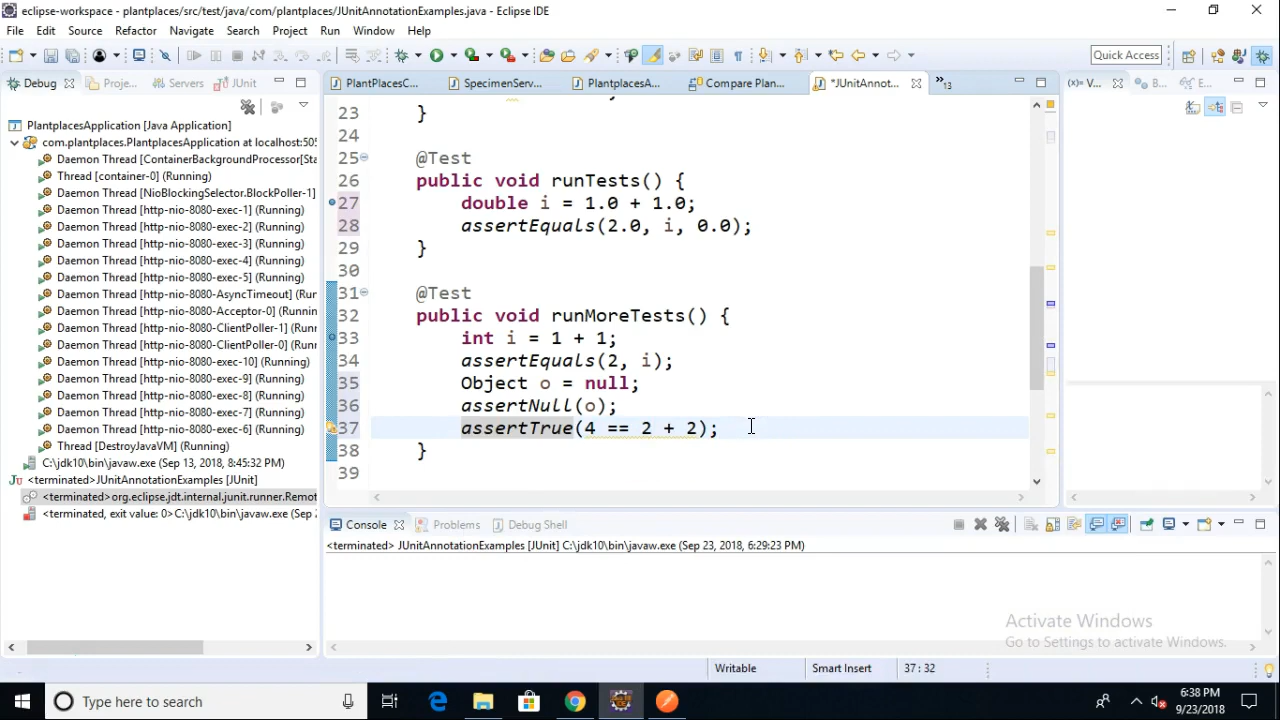 eclipse-workspace - plantplaces/src/test/java/com/plantplaces/JUnitAnnotationExamples.java - Eclipse IDE
File Edit Source Refactor Navigate Search Project Run Window Help
Quick Access
Debug Proje... Servers JUnit
PlantPlacesC... SpecimenServ... PlantplacesA... Compare Plan... *JUnitAnnot... »13
(x)= V... B... E...
PlantplacesApplication [Java Application]
com.plantplaces.PlantplacesApplication at localhost:505
Daemon Thread [ContainerBackgroundProcessor[Sta
Thread [container-0] (Running)
Daemon Thread [NioBlockingSelector.BlockPoller-1]
Daemon Thread [http-nio-8080-exec-1] (Running)
Daemon Thread [http-nio-8080-exec-2] (Running)
Daemon Thread [http-nio-8080-exec-3] (Running)
Daemon Thread [http-nio-8080-exec-4] (Running)
Daemon Thread [http-nio-8080-exec-5] (Running)
Daemon Thread [http-nio-8080-AsyncTimeout] (Run
Daemon Thread [http-nio-8080-Acceptor-0] (Runnin
Daemon Thread [http-nio-8080-ClientPoller-1] (Runn
Daemon Thread [http-nio-8080-ClientPoller-0] (Runn
Daemon Thread [http-nio-8080-exec-10] (Running)
Daemon Thread [http-nio-8080-exec-9] (Running)
Daemon Thread [http-nio-8080-exec-8] (Running)
Daemon Thread [http-nio-8080-exec-7] (Running)
Daemon Thread [http-nio-8080-exec-6] (Running)
Thread [DestroyJavaVM] (Running)
C:\jdk10\bin\javaw.exe (Sep 13, 2018, 8:45:32 PM)
<terminated>JUnitAnnotationExamples [JUnit]
<terminated>org.eclipse.jdt.internal.junit.runner.Remot
<terminated, exit value: 0>C:\jdk10\bin\javaw.exe (Sep 2
23 }
24
25 @Test
26 public void runTests() {
27 double i = 1.0 + 1.0;
28 assertEquals(2.0, i, 0.0);
29 }
30
31 @Test
32 public void runMoreTests() {
33 int i = 1 + 1;
34 assertEquals(2, i);
35 Object o = null;
36 assertNull(o);
37 assertTrue(4 == 2 + 2);
38 }
39
Console Problems Debug Shell
<terminated> JUnitAnnotationExamples [JUnit] C:\jdk10\bin\javaw.exe (Sep 23, 2018, 6:29:23 PM)
Activate Windows
Go to Settings to activate Windows.
Writable Smart Insert 37 : 32
Type here to search
6:38 PM
9/23/2018